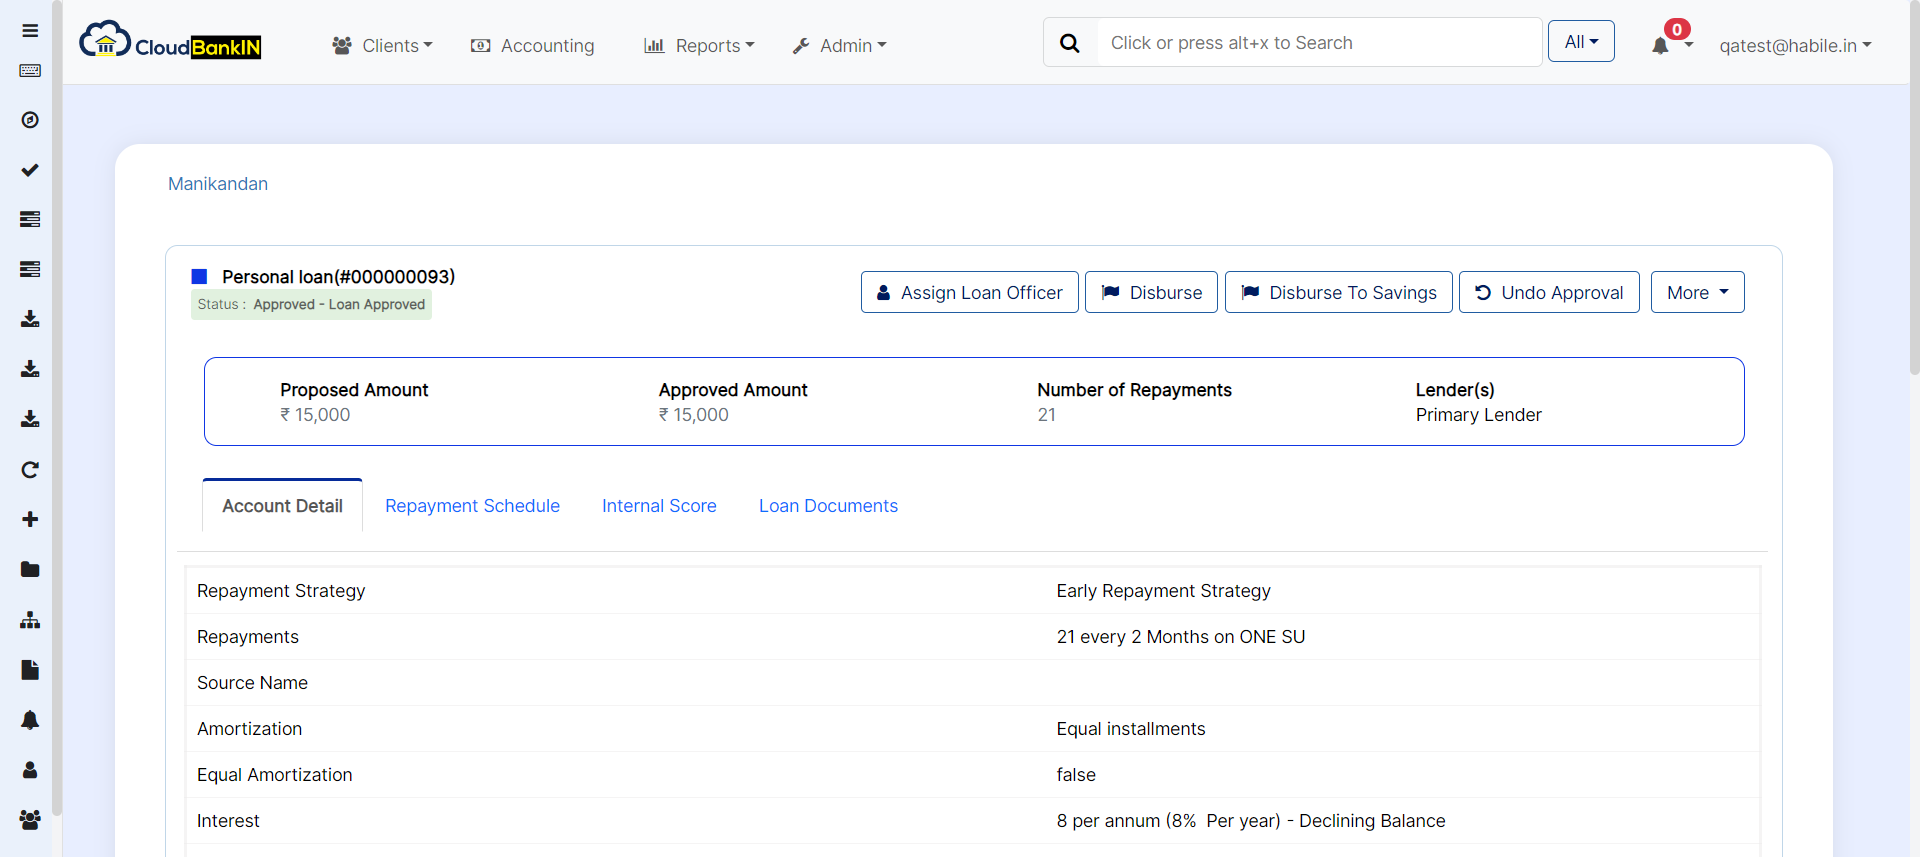 CloudBankIN
Clients
Accounting
Reports
Admin
Click or press alt+x to Search
All
0
qatest@habile.in
Manikandan
Personal loan(#000000093)
Status : Approved - Loan Approved
Assign Loan Officer
Disburse
Disburse To Savings
Undo Approval
More
Proposed Amount
₹ 15,000
Approved Amount
₹ 15,000
Number of Repayments
21
Lender(s)
Primary Lender
Account Detail
Repayment Schedule
Internal Score
Loan Documents
Repayment Strategy
Early Repayment Strategy
Repayments
21 every 2 Months on ONE SU
Source Name
Amortization
Equal installments
Equal Amortization
false
Interest
8 per annum (8%  Per year) - Declining Balance